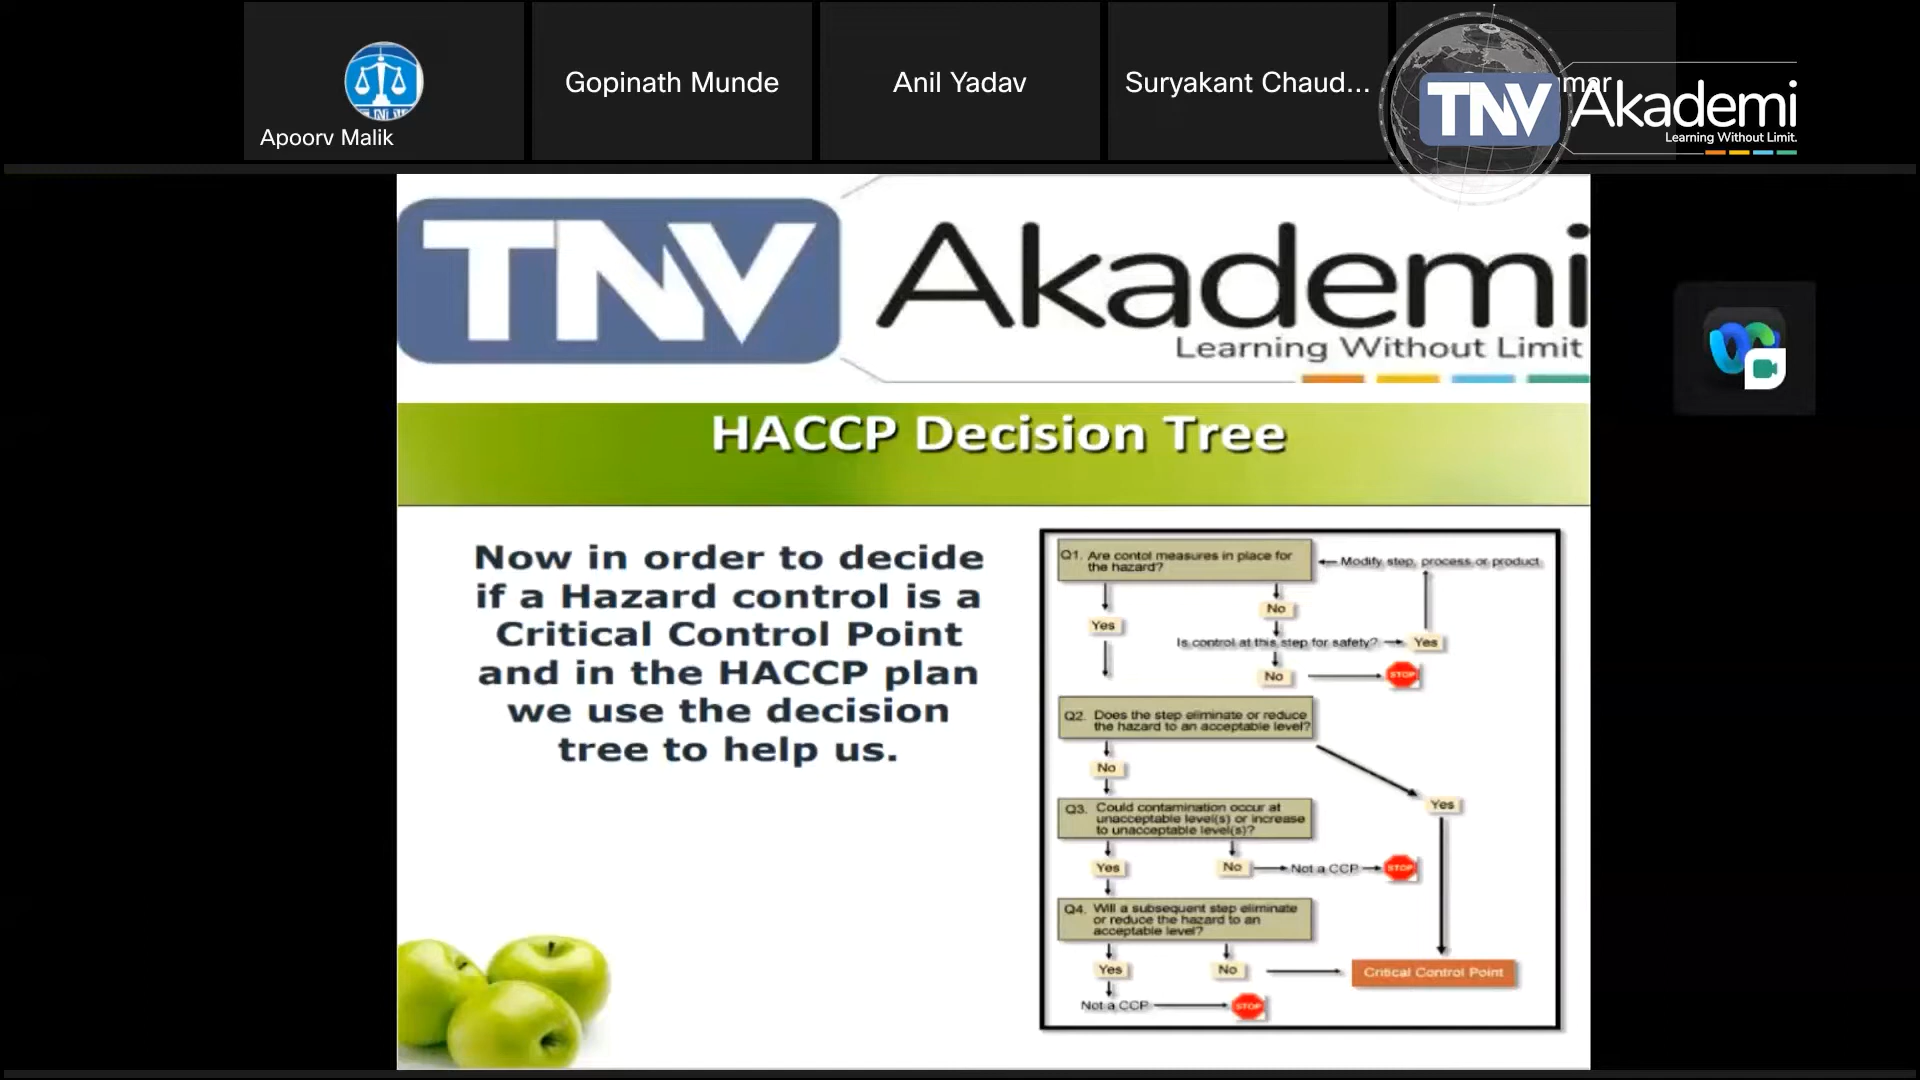 Apoorv Malik
Gopinath Munde
Anil Yadav
Suryakant Chaud...
TNV Akademi
Learning Without Limit.
TNV Akademi
Learning Without Limit
HACCP Decision Tree
Now in order to decide
if a Hazard control is a
Critical Control Point
and in the HACCP plan
we use the decision
tree to help us.
Q1. Are contol measures in place for
the hazard?
Modify step, process or product
No
Yes
Is control at this step for safety?
Yes
No
STOP
Q2. Does the step eliminate or reduce
the hazard to an acceptable level?
No
Yes
Q3. Could contamination occur at
unacceptable level(s) or increase
to unacceptable level(s)?
Yes
No
Not a CCP
STOP
Q4. Will a subsequent step eliminate
or reduce the hazard to an
acceptable level?
Yes
No
Critical Control Point
Not a CCP
STOP